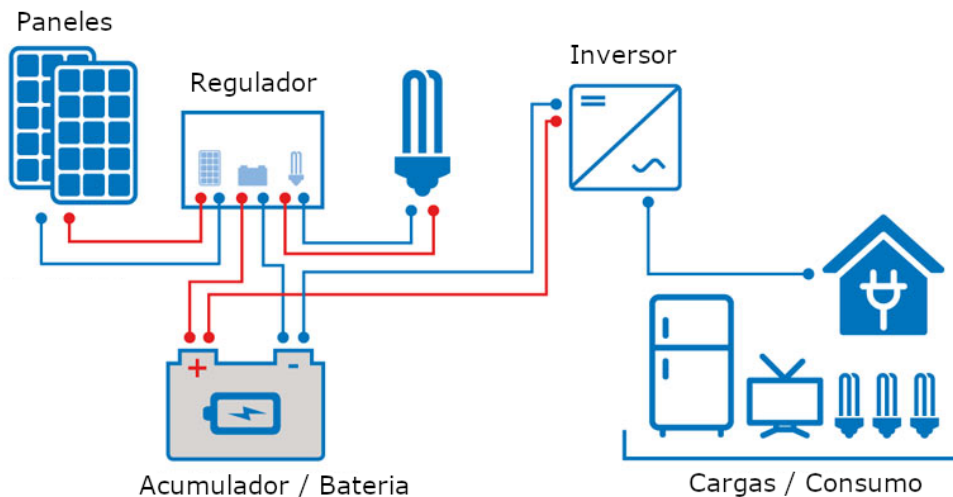 Paneles
Regulador
Inversor
+ -
Acumulador / Bateria
Cargas / Consumo